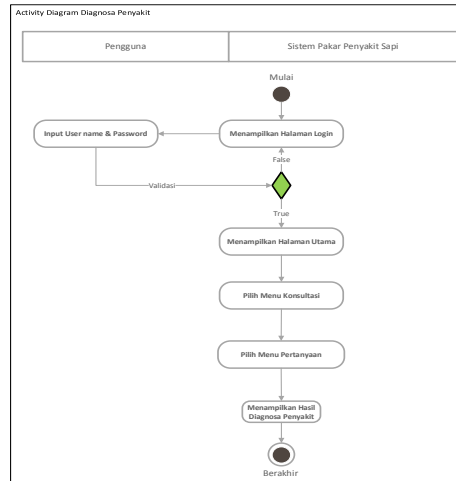 Activity Diagram Diagnosa Penyakit
Pengguna
Sistem Pakar Penyakit Sapi
Mulai
Input User name & Password
Menampilkan Halaman Login
False
Validasi
True
Menampilkan Halaman Utama
Pilih Menu Konsultasi
Pilih Menu Pertanyaan
Menampilkan Hasil
Diagnosa Penyakit
Berakhir